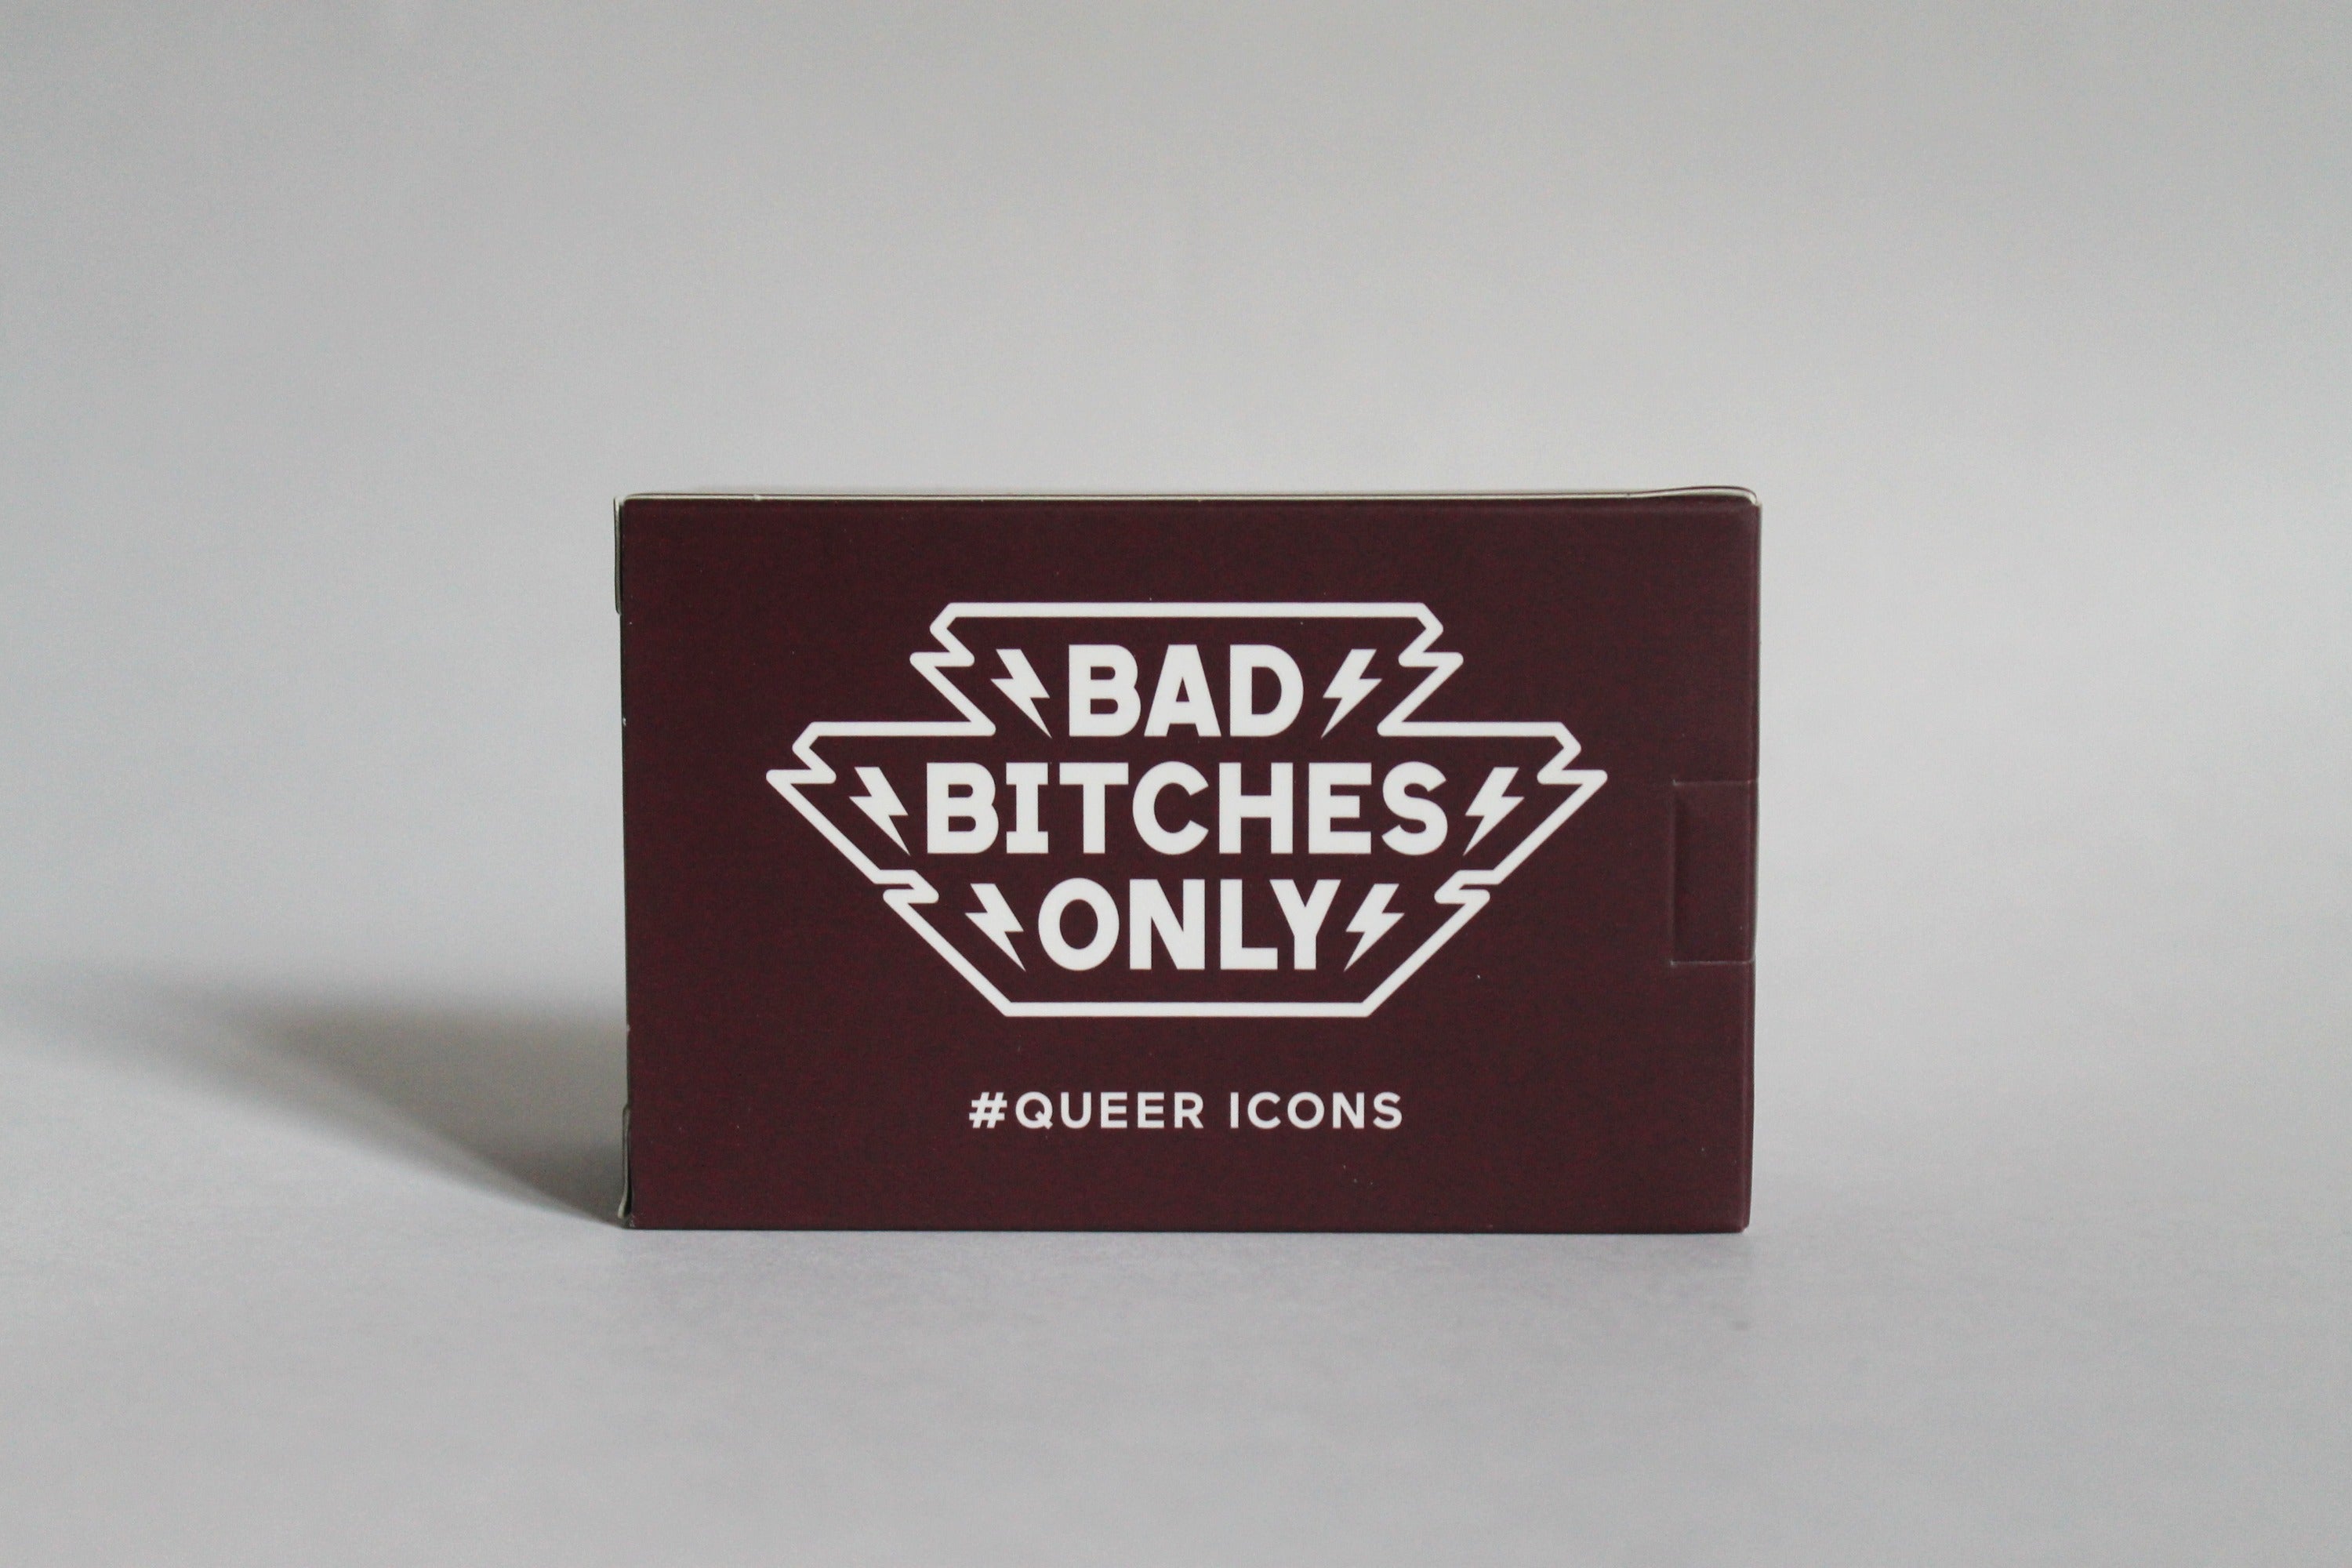 BAD
BITCHES
ONLY
#QUEER ICONS